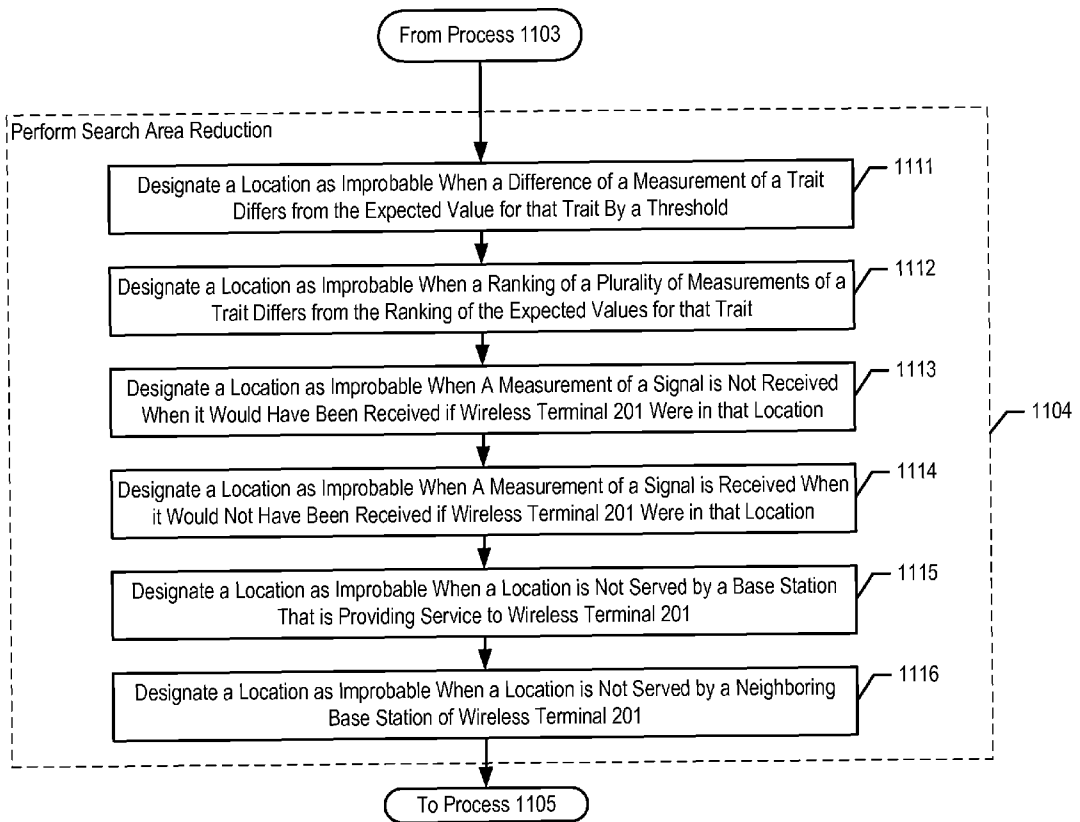 From Process 1103
Perform Search Area Reduction
Designate a Location as Improbable When a Difference of a Measurement of a Trait
Differs from the Expected Value for that Trait By a Threshold
1111
Designate a Location as Improbable When a Ranking of a Plurality of Measurements of a
Trait Differs from the Ranking of the Expected Values for that Trait
1112
Designate a Location as Improbable When A Measurement of a Signal is Not Received
When it Would Have Been Received if Wireless Terminal 201 Were in that Location
1113
1104
Designate a Location as Improbable When A Measurement of a Signal is Received When
it Would Not Have Been Received if Wireless Terminal 201 Were in that Location
1114
Designate a Location as Improbable When a Location is Not Served by a Base Station
That is Providing Service to Wireless Terminal 201
1115
Designate a Location as Improbable When a Location is Not Served by a Neighboring
Base Station of Wireless Terminal 201
1116
To Process 1105